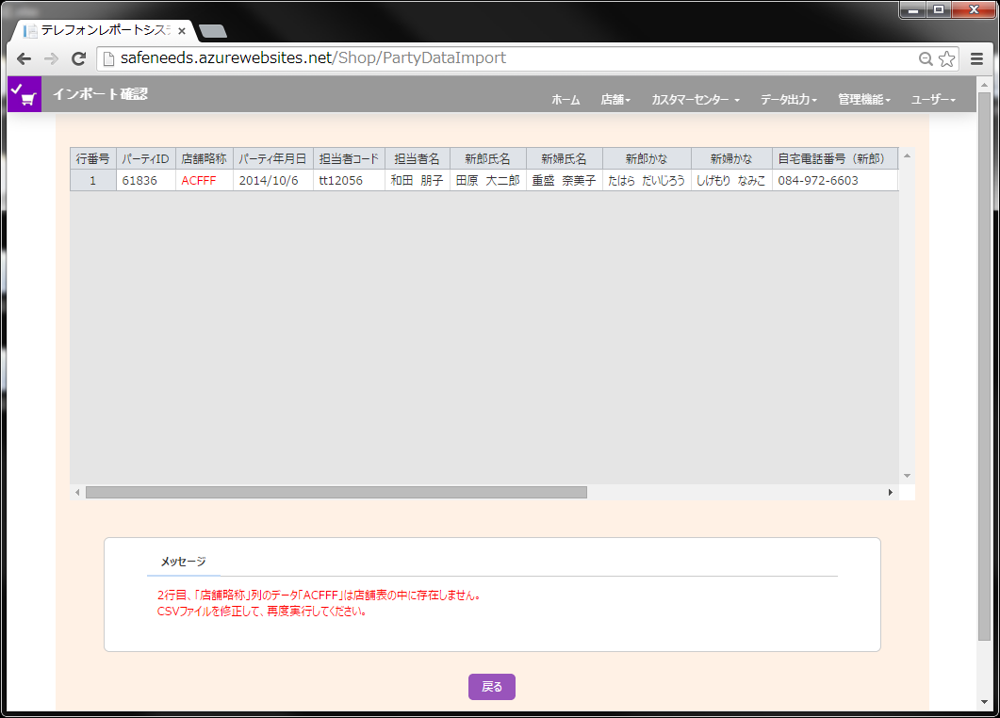 テレフォンレポートシステ
safeneeds.azurewebsites.net/Shop/PartyDataImport
インポート確認
ホーム 店舗 カスタマーセンター データ出力 管理機能 ユーザー
行番号 パーティID 店舗略称 パーティ年月日 担当者コード 担当者名 新郎氏名 新婦氏名 新郎かな 新婦かな 自宅電話番号（新郎）
1 61836 ACFFF 2014/10/6 tt12056 和田 朋子 田原 大二郎 重盛 奈美子 たはら だいじろう しげもり なみこ 084-972-6603
メッセージ
2行目、「店舗略称」列のデータ「ACFFF」は店舗表の中に存在しません。
CSVファイルを修正して、再度実行してください。
戻る